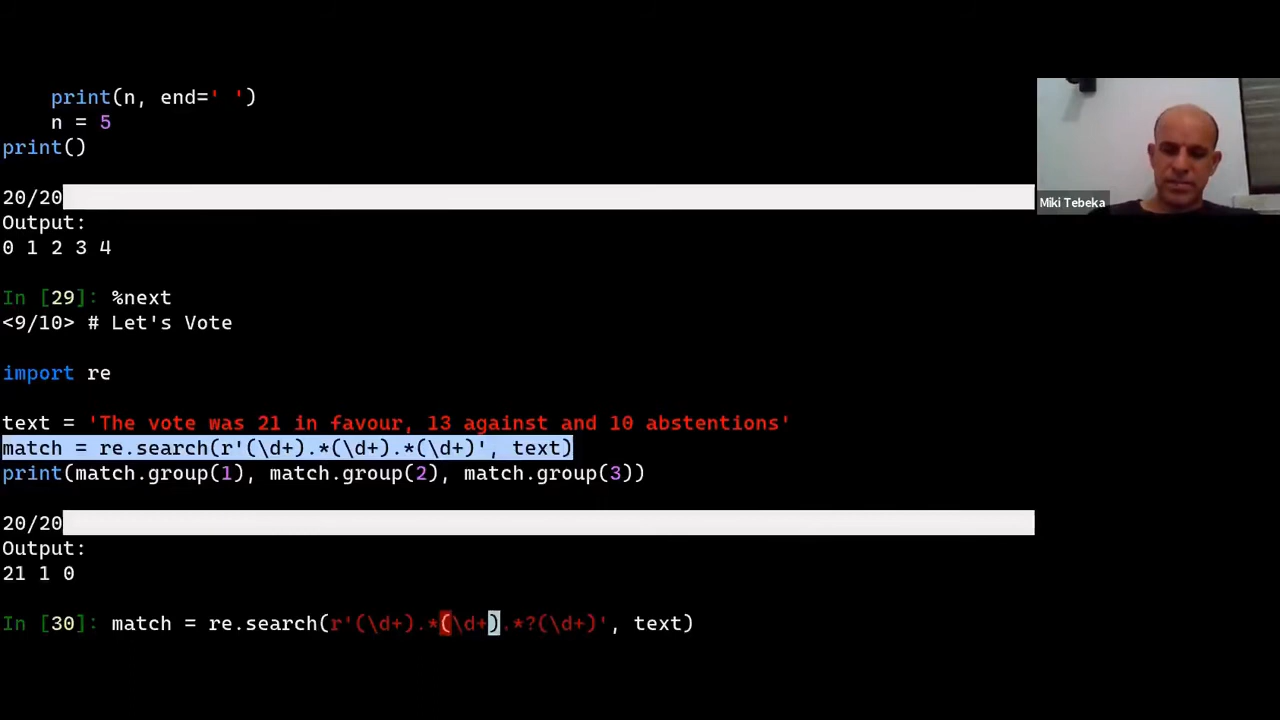 print(n, end=' ')
n = 5
print()
20/20
Output:
0 1 2 3 4
In [29]: %next
<9/10> # Let's Vote
import re
text = 'The vote was 21 in favour, 13 against and 10 abstentions'
match = re.search(r'(\d+).*(\d+).*(\d+)', text)
print(match.group(1), match.group(2), match.group(3))
20/20
Output:
21 1 0
In [30]: match = re.search(r'(\d+).*(\d+).*?(\d+)', text)
Miki Tebeka